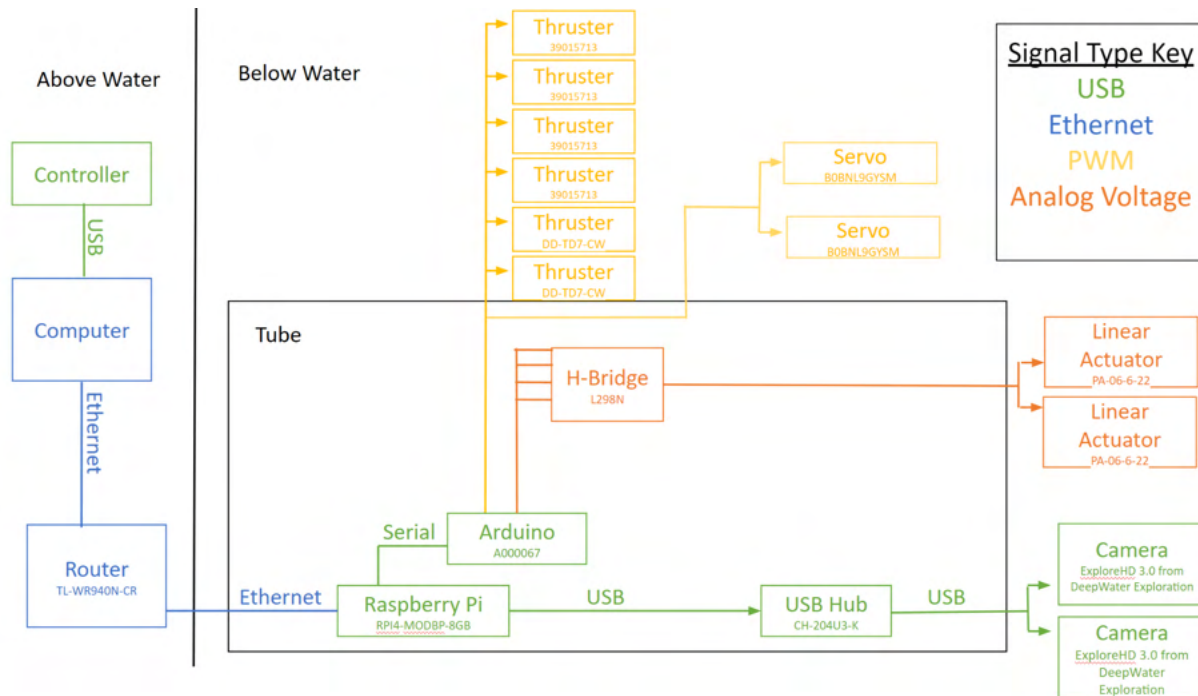 Above Water
Below Water
Controller
USB
Computer
Ethernet
Router
TL-WR940N-CR
Thruster
39015713
Thruster
39015713
Thruster
39015713
Thruster
39015713
Thruster
DD-TD7-CW
Thruster
DD-TD7-CW
Servo
B0BNL9GYSM
Servo
B0BNL9GYSM
Signal Type Key
USB
Ethernet
PWM
Analog Voltage
Tube
H-Bridge
L298N
Linear
Actuator
PA-06-6-22
Linear
Actuator
PA-06-6-22
Serial
Arduino
A000067
Ethernet
Raspberry Pi
RPI4-MODBP-8GB
USB
USB Hub
CH-204U3-K
USB
Camera
ExploreHD 3.0 from
DeepWater Exploration
Camera
ExploreHD 3.0 from
DeepWater
Exploration